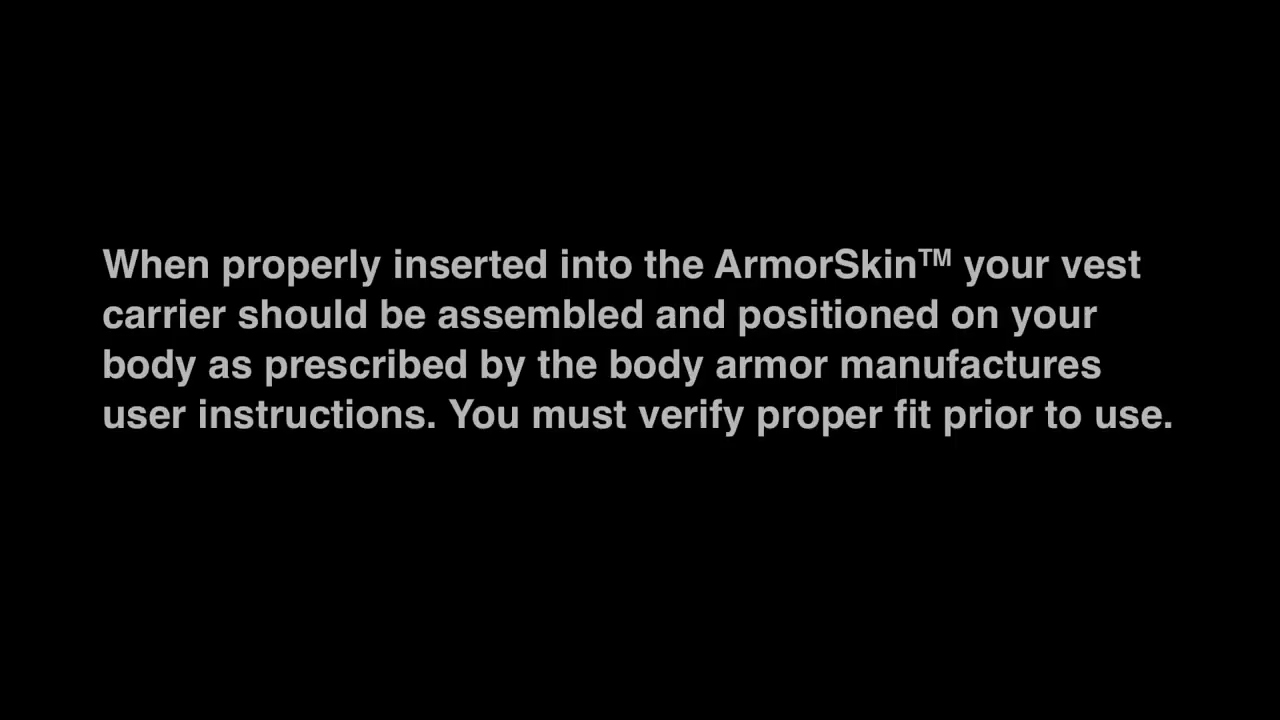 When properly inserted into the ArmorSkin™ your vest
carrier should be assembled and positioned on your
body as prescribed by the body armor manufactures
user instructions. You must verify proper fit prior to use.